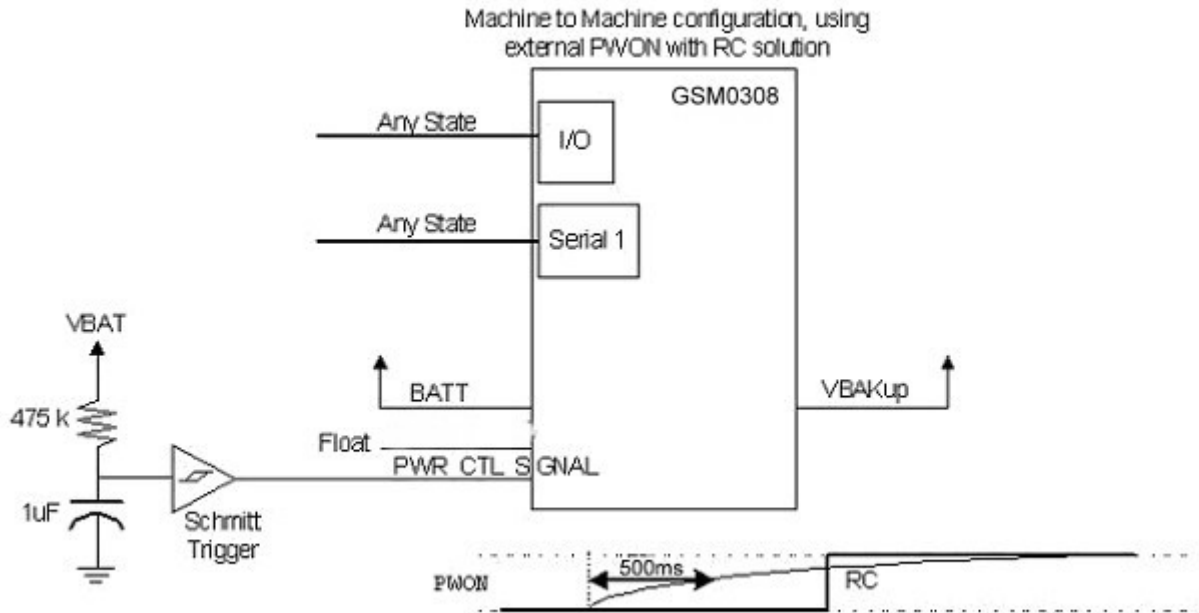 Machine to Machine configuration, using
external PWON with RC solution
GSM0308
Any State
I/O
Any State
Serial 1
VBAT
BATT
VBAKup
475 k
Float
PWR CTL SIGNAL
1uF
Schmitt
Trigger
500ms
PWON
RC